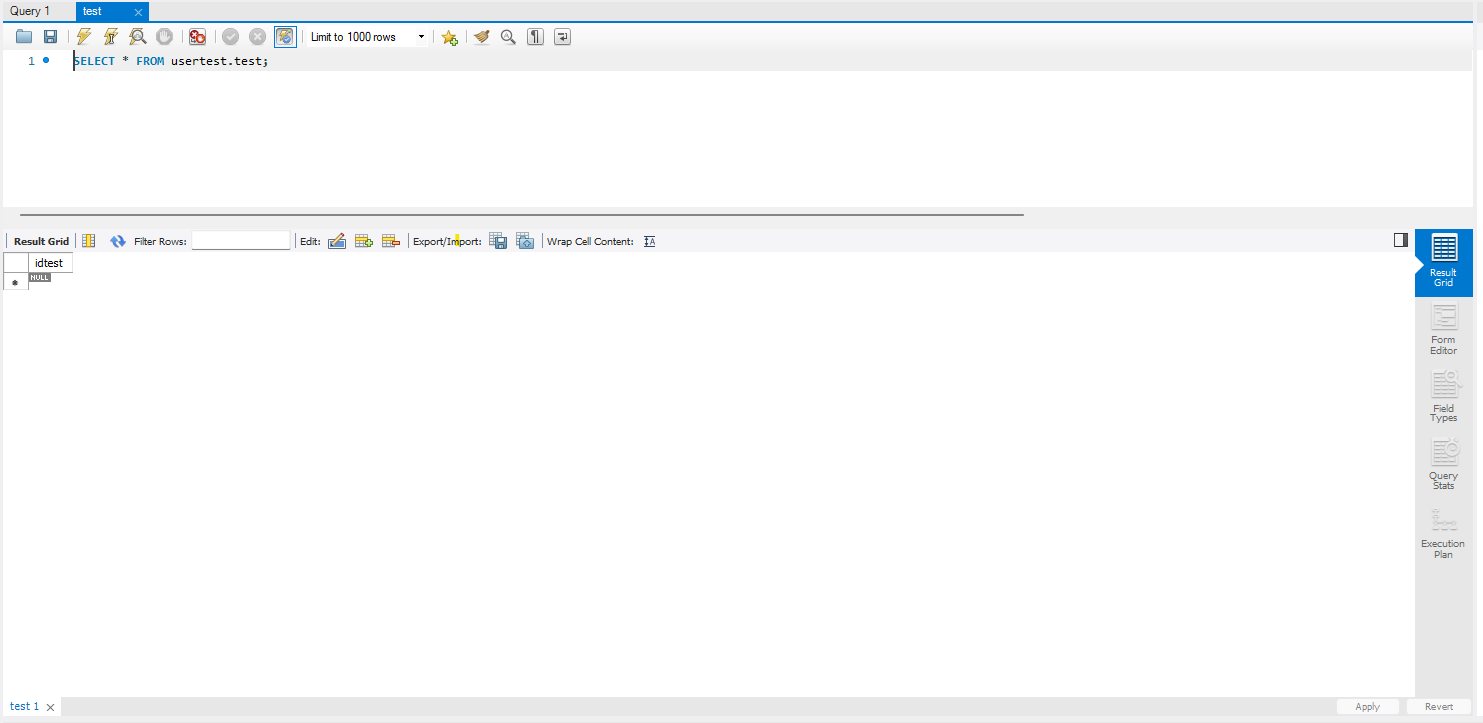 Query 1
test
Limit to 1000 rows
1
SELECT * FROM usertest.test;
Result Grid
Filter Rows:
Edit:
Export/Import:
Wrap Cell Content:
idtest
NULL
Result
Grid
Form
Editor
Field
Types
Query
Stats
Execution
Plan
test 1
Apply
Revert